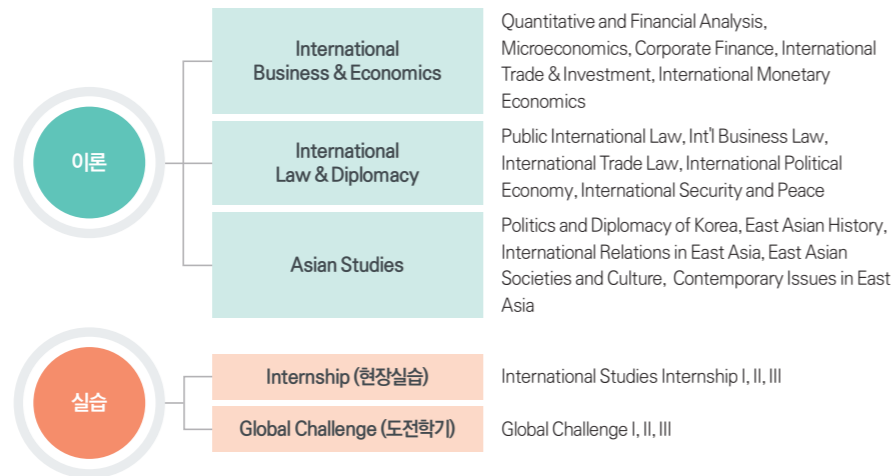 이론
International
Business & Economics
Quantitative and Financial Analysis,
Microeconomics, Corporate Finance, International
Trade & Investment, International Monetary
Economics
International
Law & Diplomacy
Public International Law, Int'l Business Law,
International Trade Law, International Political
Economy, International Security and Peace
Asian Studies
Politics and Diplomacy of Korea, East Asian History,
International Relations in East Asia, East Asian
Societies and Culture, Contemporary Issues in East
Asia
실습
Internship (현장실습)
International Studies Internship I, II, III
Global Challenge (도전학기)
Global Challenge I, II, III